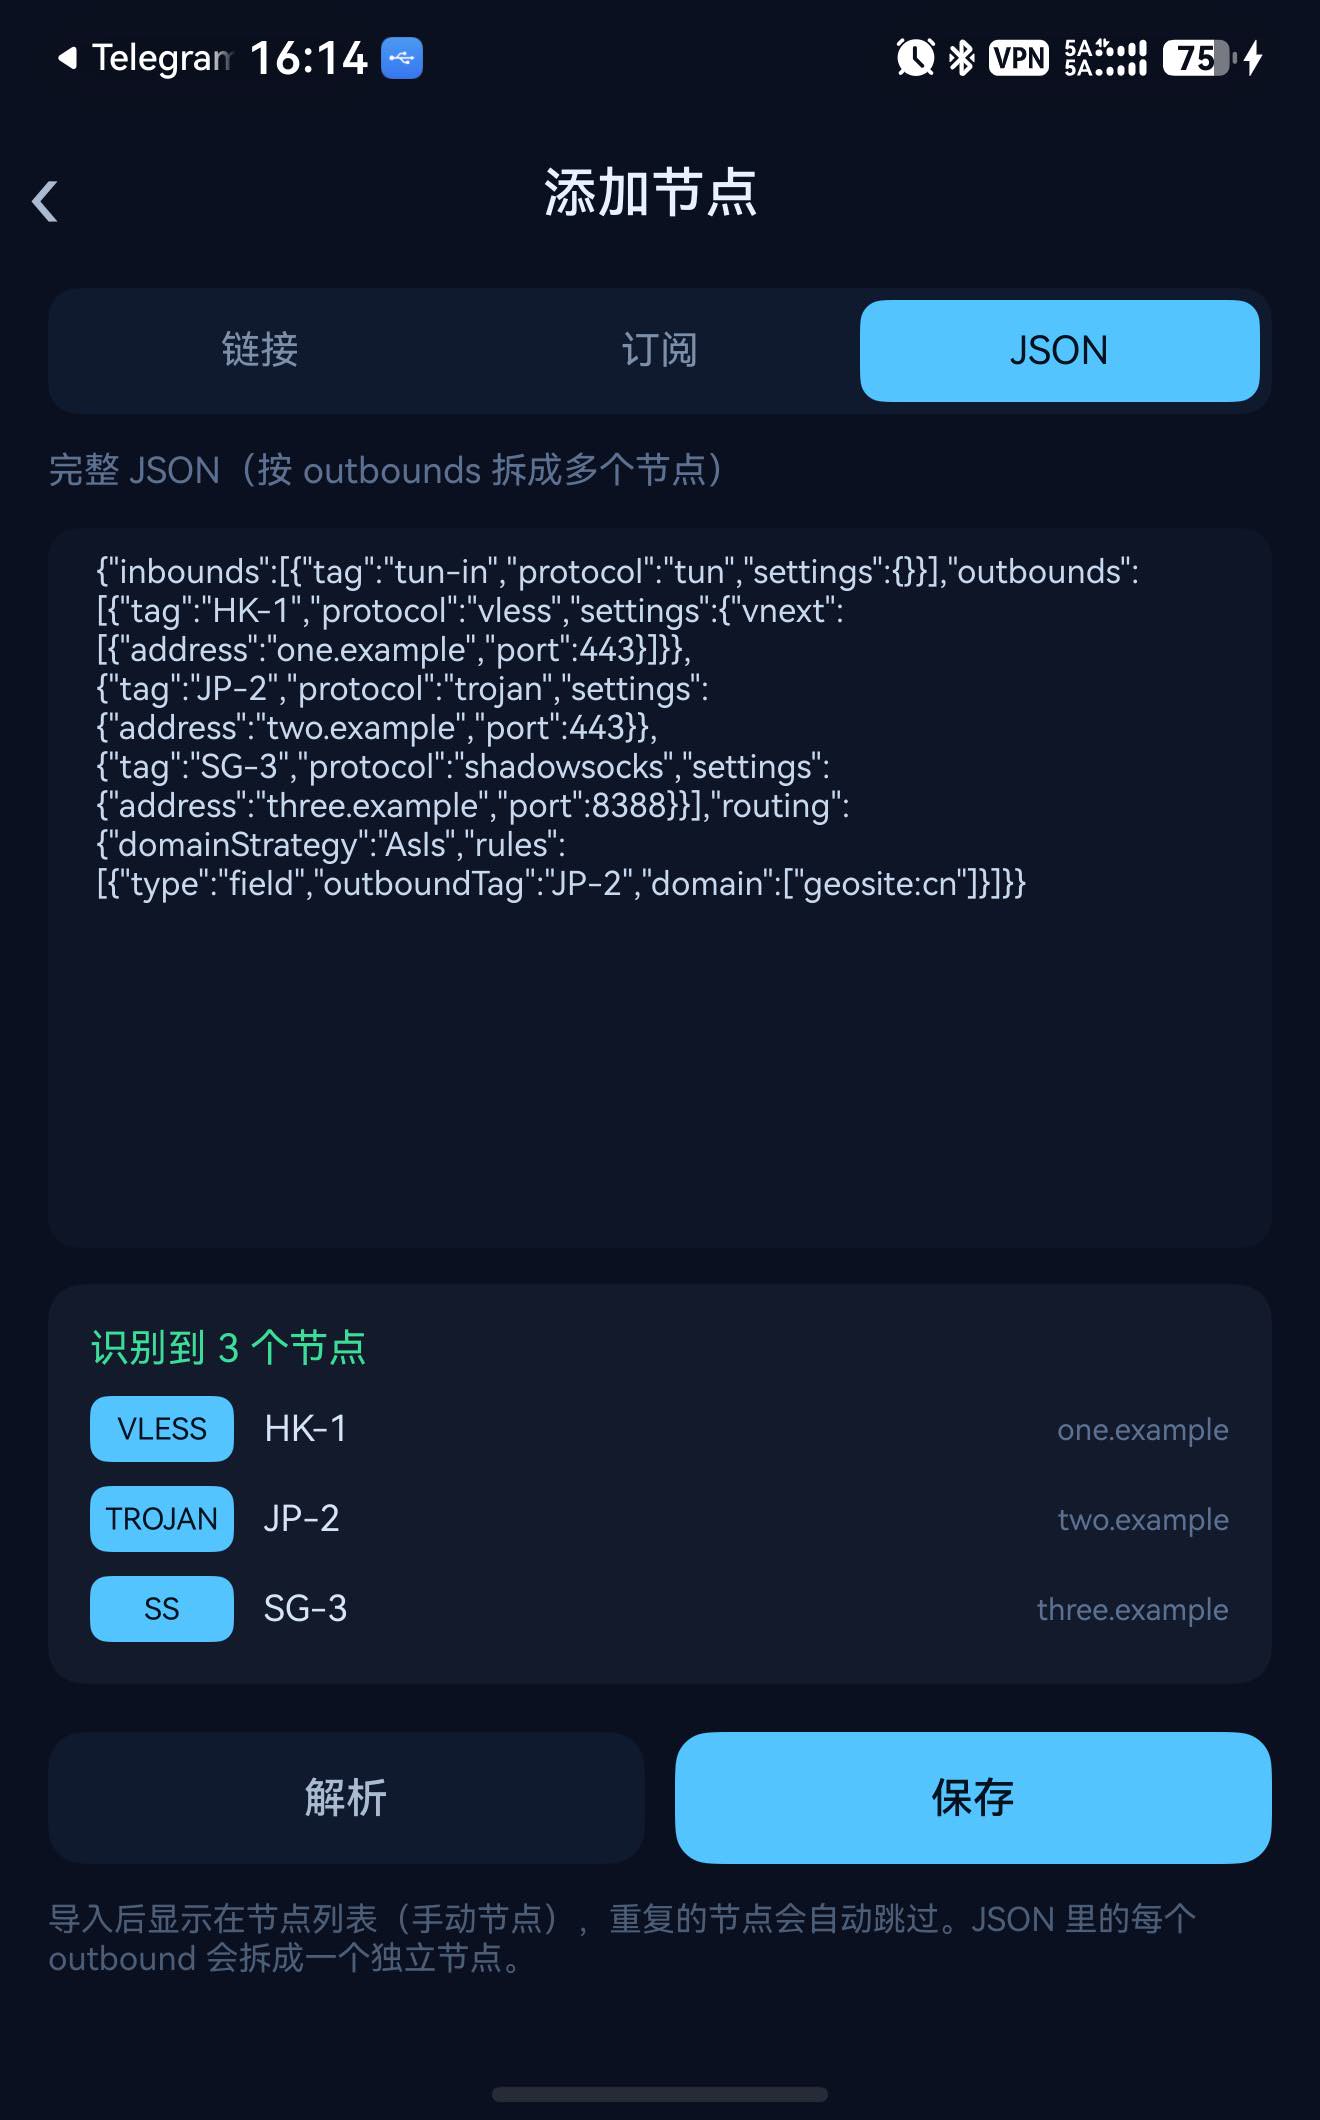 Telegram 16:14 VPN 5A 5A 75
添加节点
链接 订阅 JSON
完整 JSON（按 outbounds 拆成多个节点）
{"inbounds":[{"tag":"tun-in","protocol":"tun","settings":{}}],"outbounds":
[{"tag":"HK-1","protocol":"vless","settings":{"vnext":
[{"address":"one.example","port":443}]}},
{"tag":"JP-2","protocol":"trojan","settings":
{"address":"two.example","port":443}},
{"tag":"SG-3","protocol":"shadowsocks","settings":
{"address":"three.example","port":8388}}],"routing":
{"domainStrategy":"AsIs","rules":
[{"type":"field","outboundTag":"JP-2","domain":["geosite:cn"]}]}}
识别到 3 个节点
VLESS HK-1 one.example
TROJAN JP-2 two.example
SS SG-3 three.example
解析 保存
导入后显示在节点列表（手动节点），重复的节点会自动跳过。JSON 里的每个
outbound 会拆成一个独立节点。